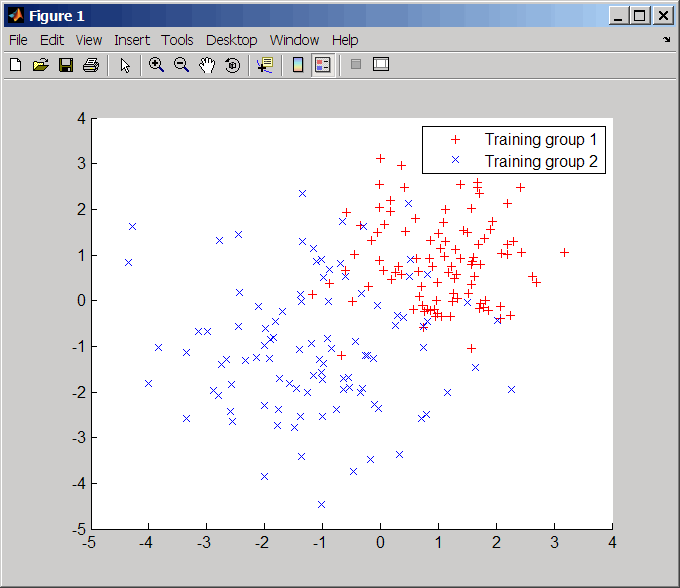 Figure 1
File Edit View Insert Tools Desktop Window Help
Training group 1
Training group 2
4
3
2
1
0
-1
-2
-3
-4
-5
-5 -4 -3 -2 -1 0 1 2 3 4